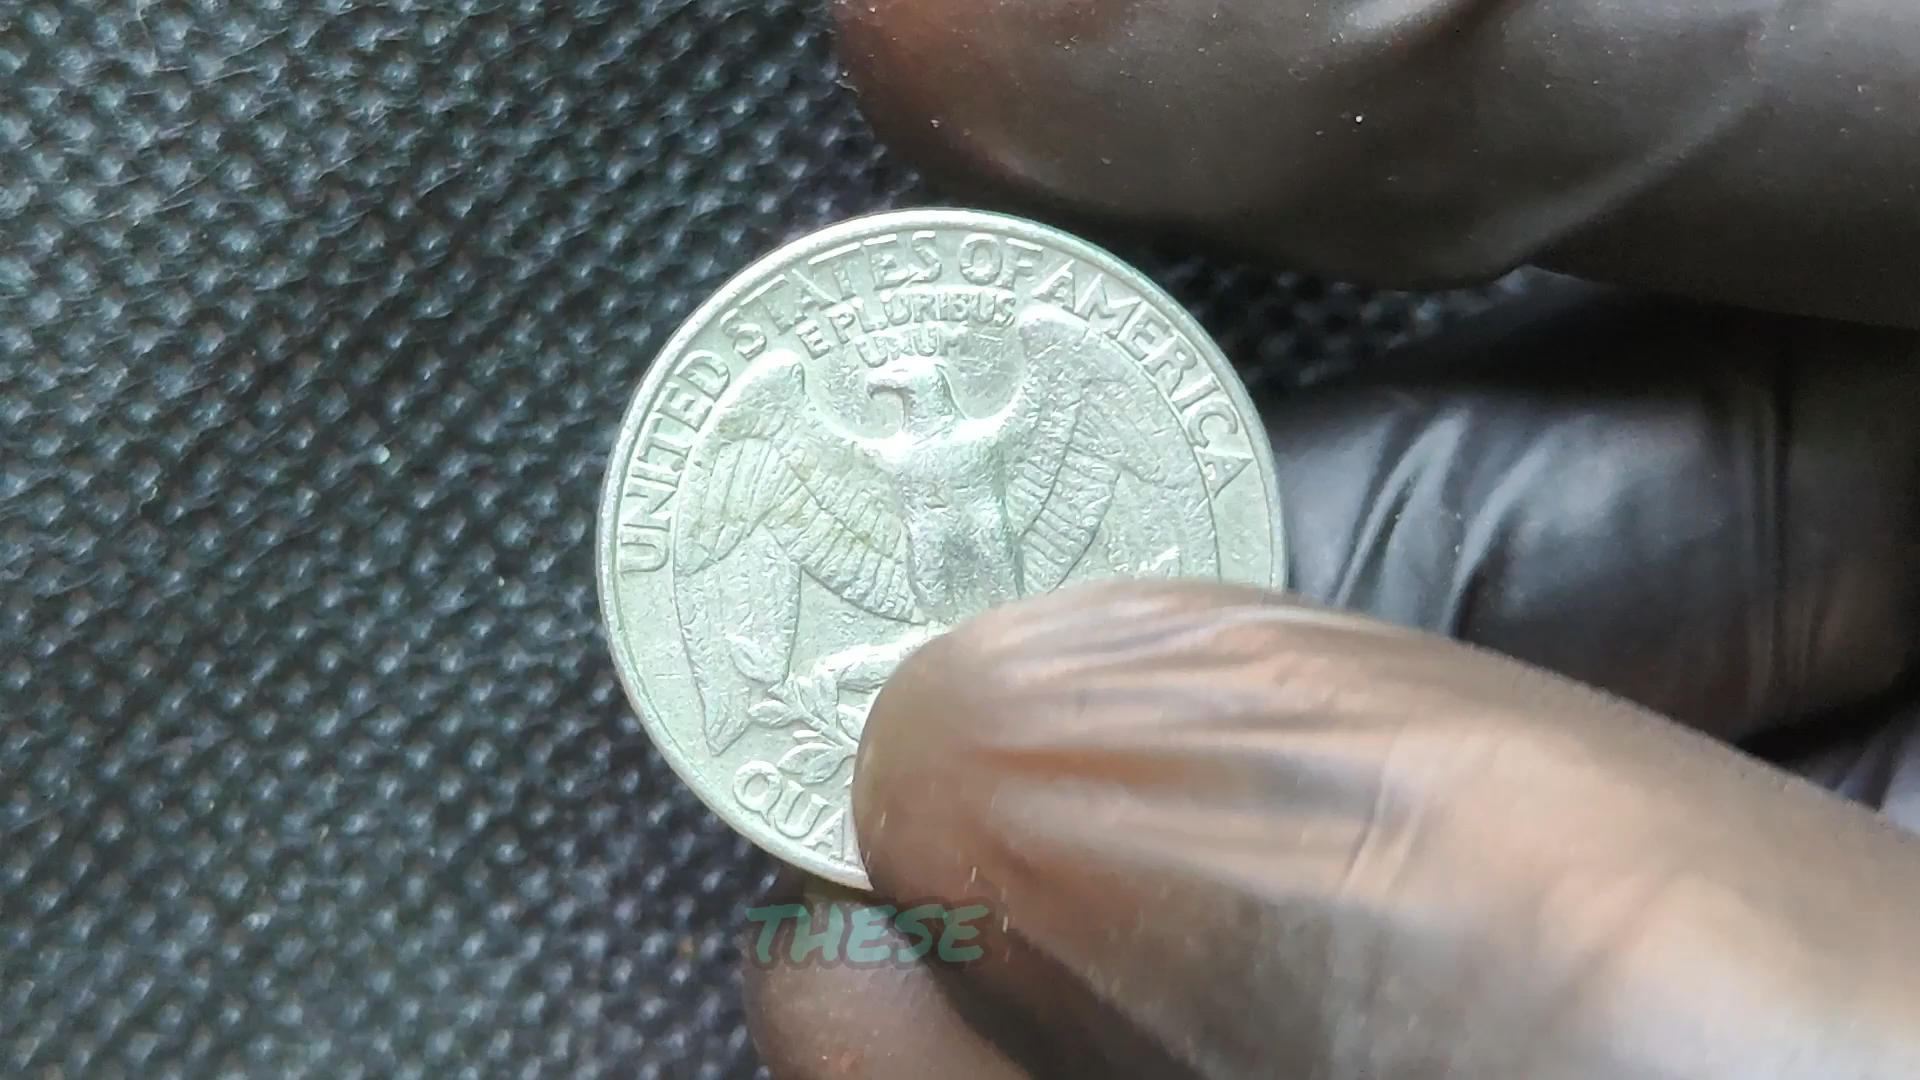 UNITED STATES OF AMERICA
E PLURIBUS
UNUM
QUA
THESE